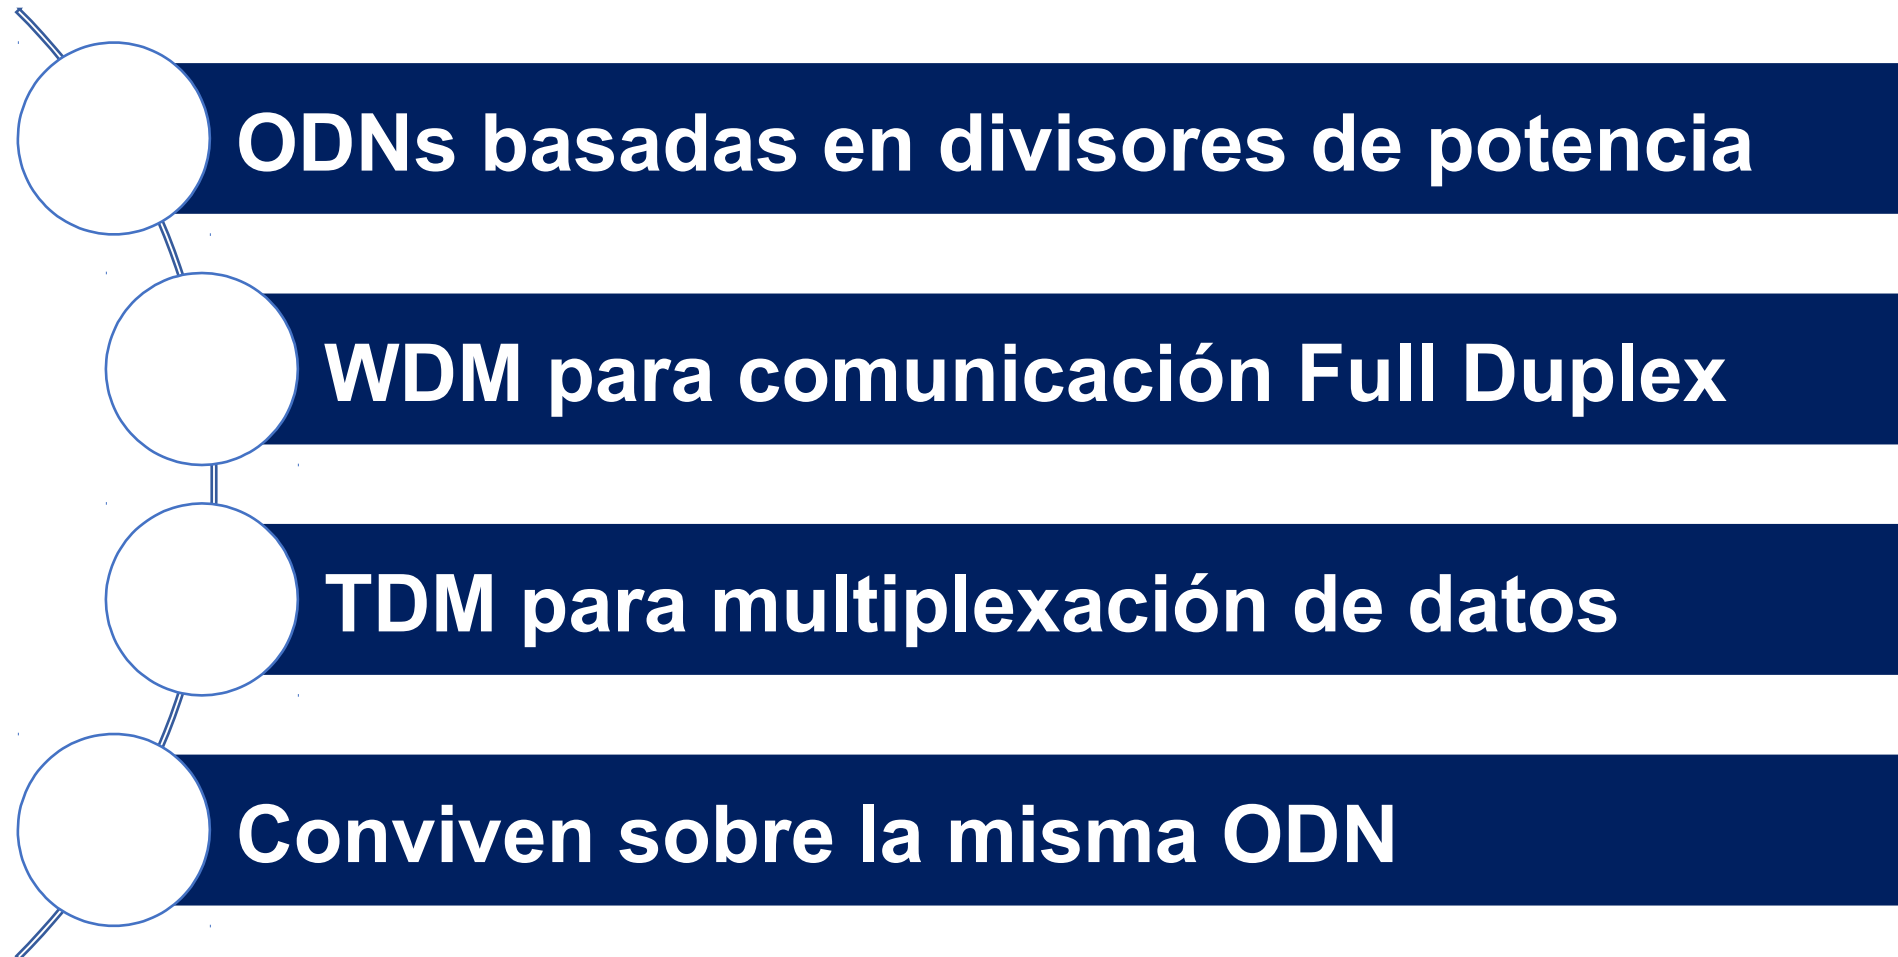 ODNs basadas en divisores de potencia
WDM para comunicación Full Duplex
TDM para multiplexación de datos
Conviven sobre la misma ODN